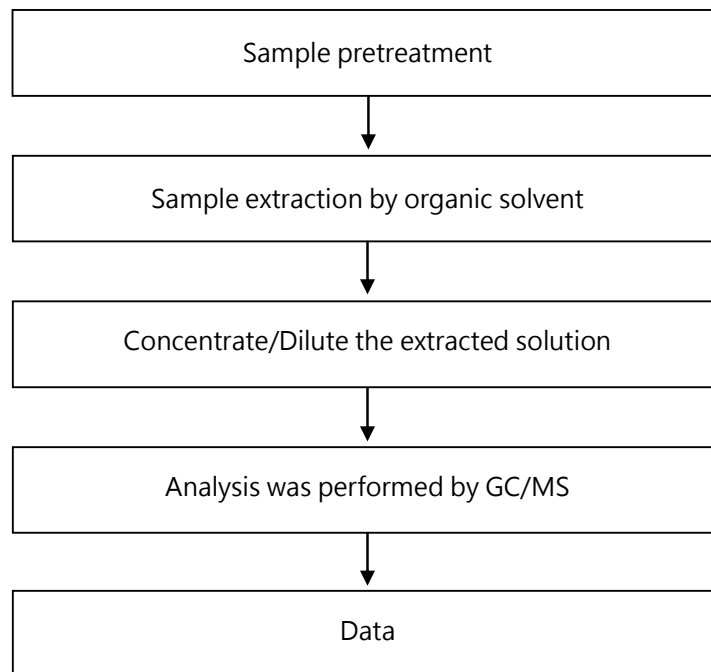 Sample pretreatment
Sample extraction by organic solvent
Concentrate/Dilute the extracted solution
Analysis was performed by GC/MS
Data